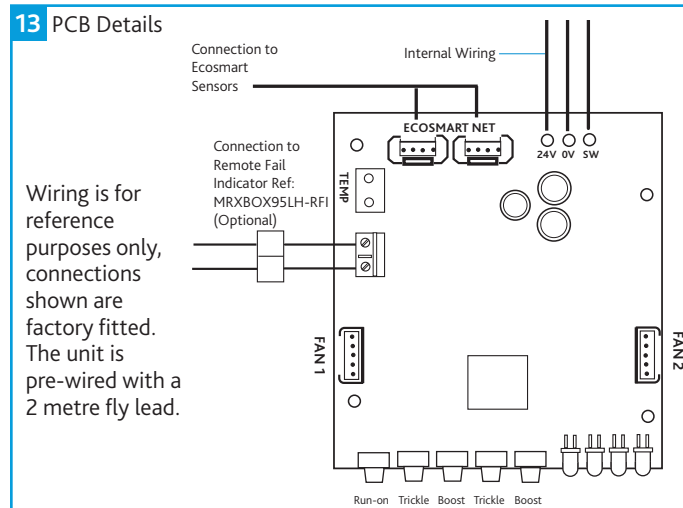 13 PCB Details
Connection to
Ecosmart
Sensors
Internal Wiring
ECOSMART NET
24V 0V SW
Connection to
Remote Fail
Indicator Ref:
MRXBOX95LH-RFI
(Optional)
TEMP
Wiring is for
reference
purposes only,
connections
shown are
factory fitted.
The unit is
pre-wired with a
2 metre fly lead.
FAN 1
FAN 2
Run-on Trickle Boost Trickle Boost